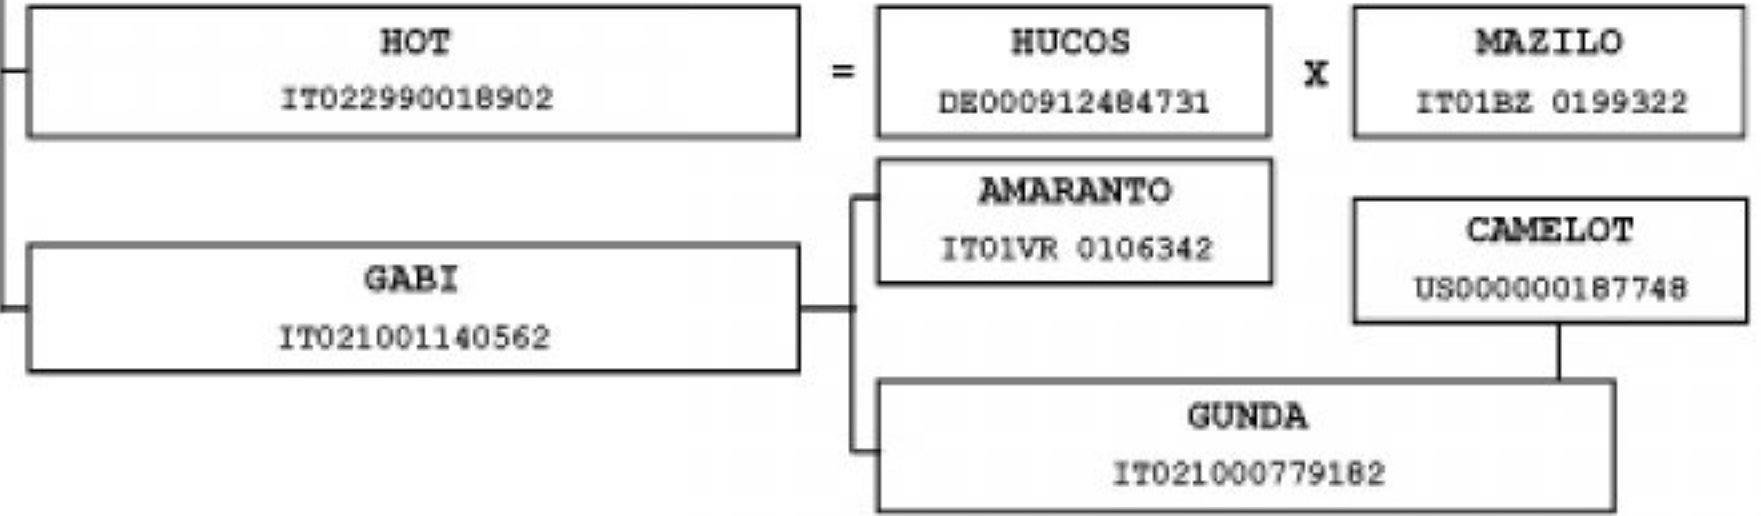 HOT
IT022990018902
=
HUCOS
DE000912484731
X
MAZILO
IT01BZ 0199322
AMARANTO
IT01VR 0106342
CAMELOT
US000000187748
GABI
IT021001140562
GUNDA
IT021000779182